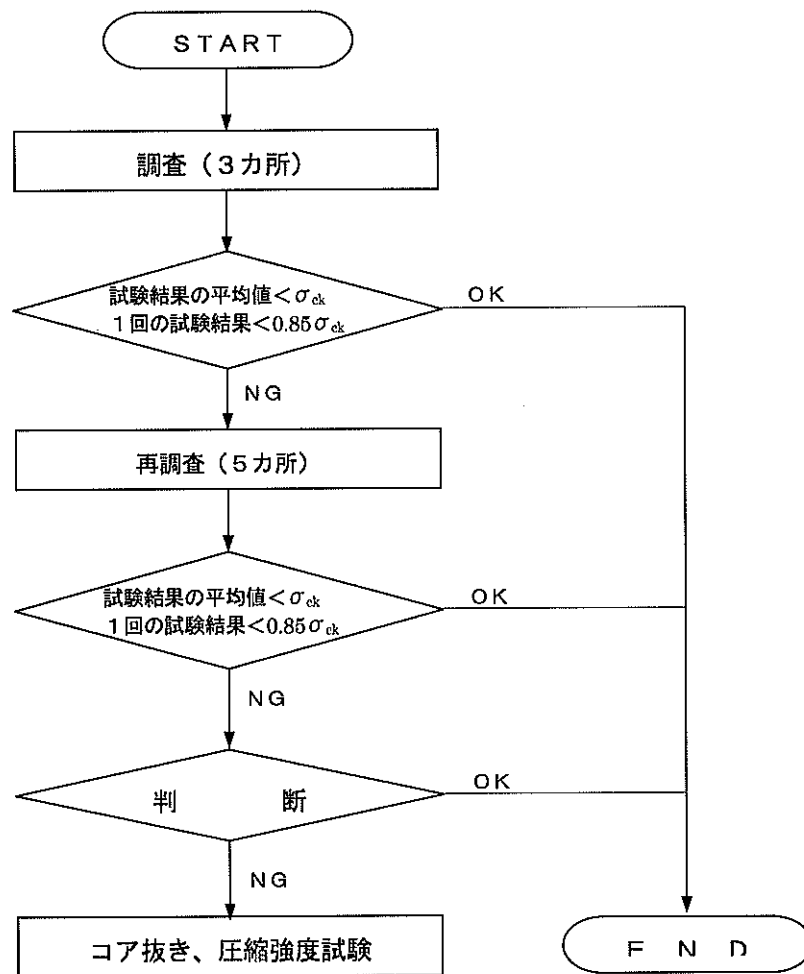 START
調査(3カ所)
試験結果の平均値<σck
1回の試験結果<0.85σck
OK
NG
再調査(5カ所)
試験結果の平均値<σck
1回の試験結果<0.85σck
OK
NG
判 断
OK
NG
コア抜き、圧縮強度試験
F N D